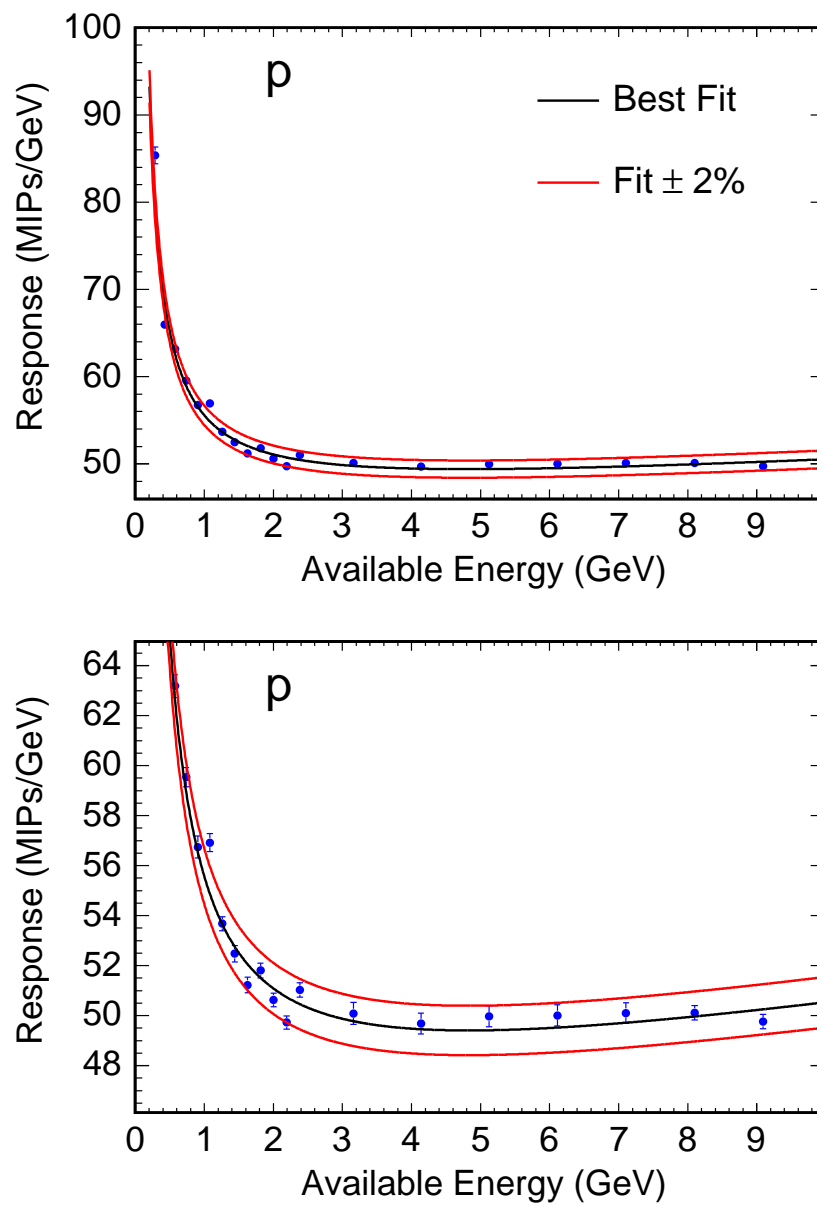 100
90
80
70
60
50
Response (MIPs/GeV)
p
Best Fit
Fit ± 2%
0 1 2 3 4 5 6 7 8 9
Available Energy (GeV)
64
62
60
58
56
54
52
50
48
Response (MIPs/GeV)
p
0 1 2 3 4 5 6 7 8 9
Available Energy (GeV)